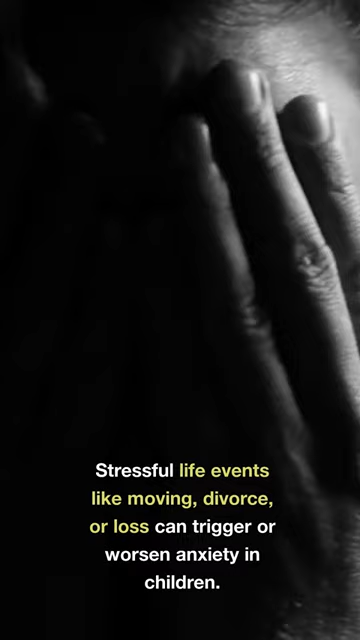 Stressful life events
like moving, divorce,
or loss can trigger or
worsen anxiety in
children.